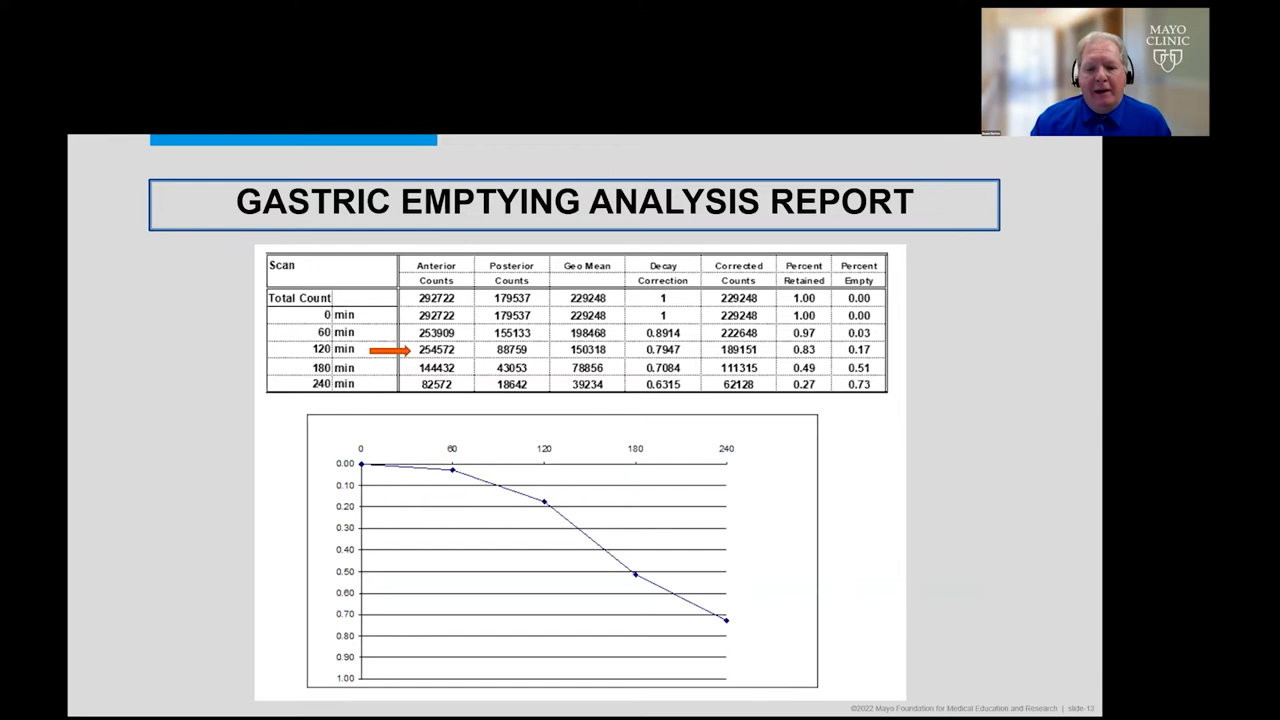 MAYO
CLINIC
GASTRIC EMPTYING ANALYSIS REPORT
Scan Anterior Counts Posterior Counts Geo Mean Decay Correction Corrected Counts Percent Retained Percent Empty
Total Count 292722 179537 229248 1 229248 1.00 0.00
0 min 292722 179537 229248 1 229248 1.00 0.00
60 min 253909 155133 198468 0.8914 222648 0.97 0.03
120 min 254572 88759 150318 0.7947 189151 0.83 0.17
180 min 144432 43053 78856 0.7084 111315 0.49 0.51
240 min 82572 18642 39234 0.6315 62128 0.27 0.73
0 60 120 180 240
0.00
0.10
0.20
0.30
0.40
0.50
0.60
0.70
0.80
0.90
1.00
©2022 Mayo Foundation for Medical Education and Research | slide-13